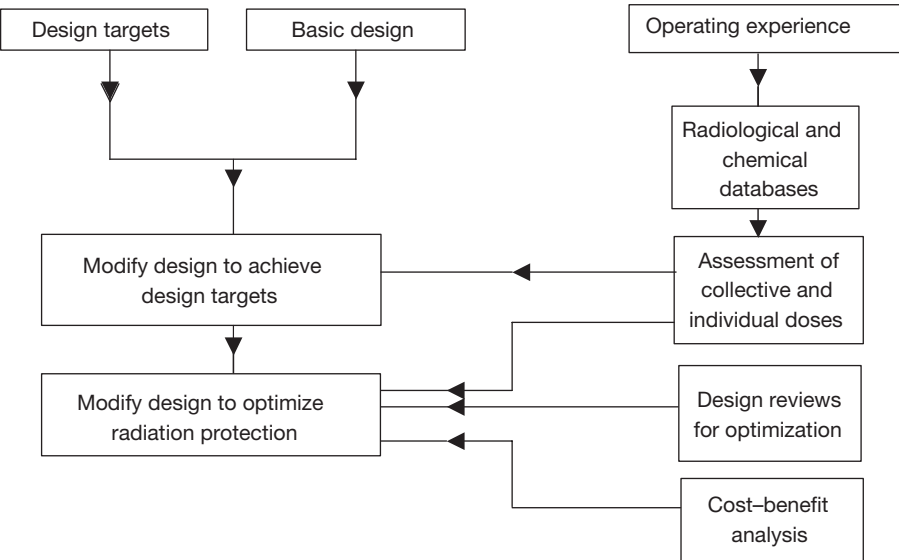 Design targets
Basic design
Operating experience
Radiological and
chemical
databases
Modify design to achieve
design targets
Assessment of
collective and
individual doses
Modify design to optimize
radiation protection
Design reviews
for optimization
Cost–benefit
analysis